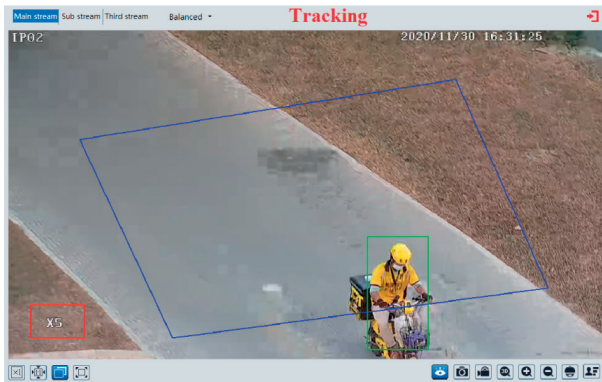 Main stream Sub stream Third stream Balanced Tracking
IP02 2020/11/30 16:31:25
X5